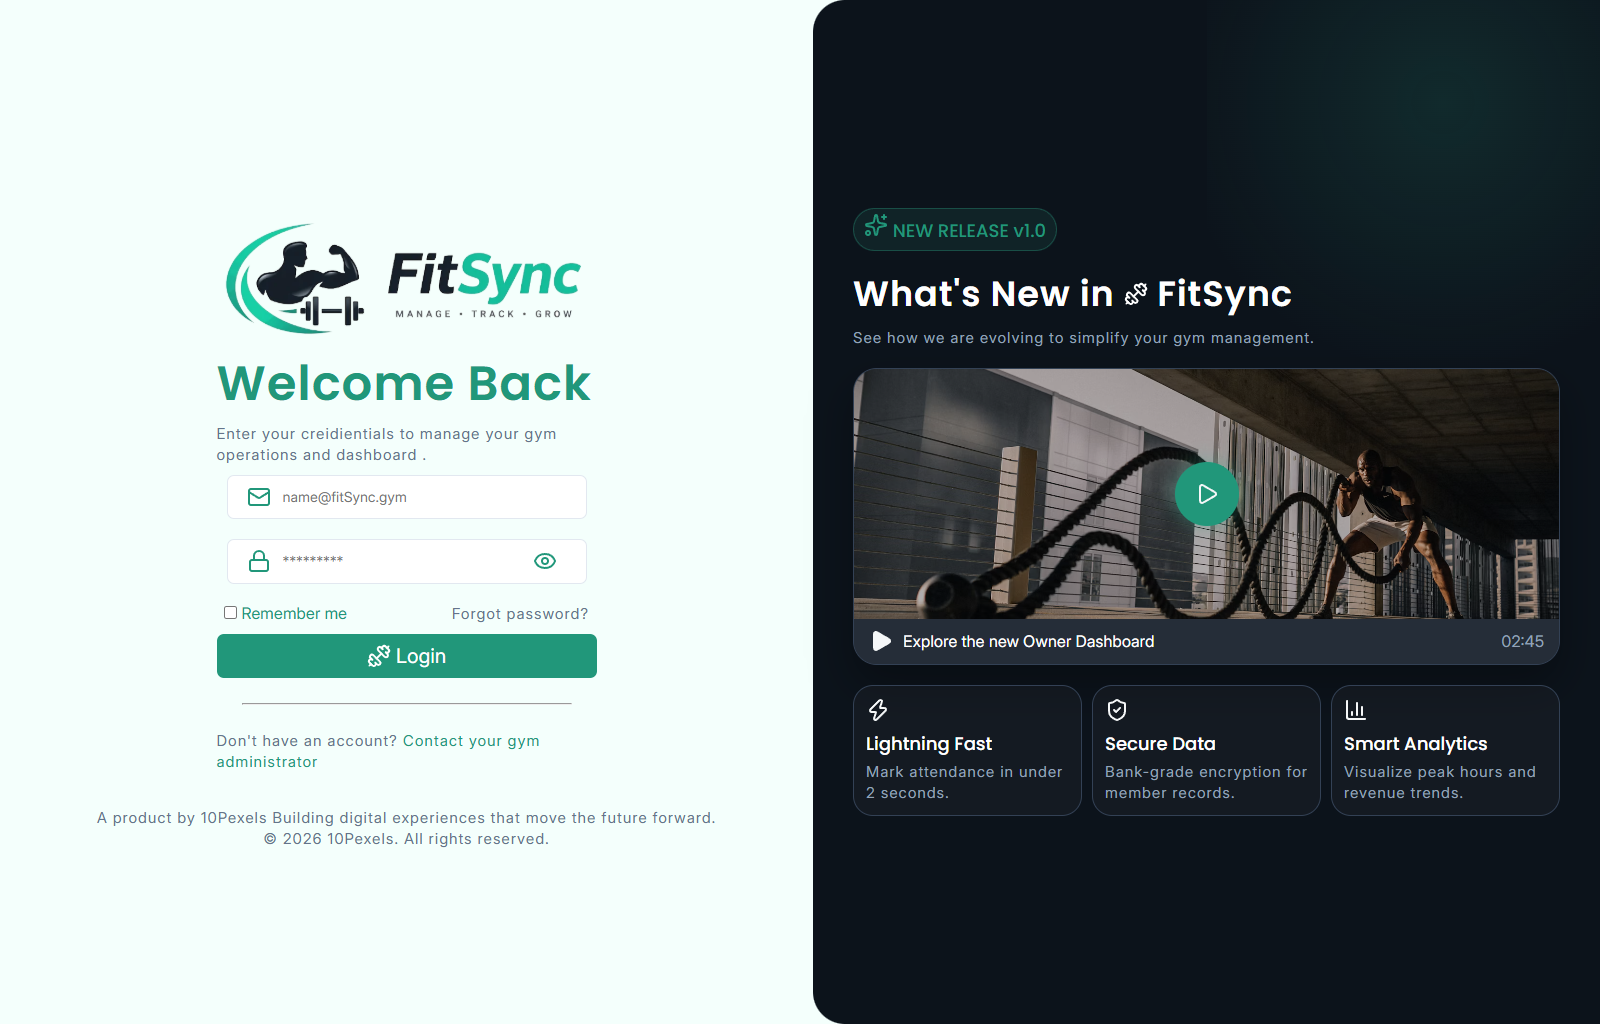 FitSync
MANAGE • TRACK • GROW
Welcome Back
Enter your creidientials to manage your gym
operations and dashboard .
name@fitSync.gym
*********
Remember me
Forgot password?
Login
Don't have an account? Contact your gym
administrator
A product by 10Pexels Building digital experiences that move the future forward.
© 2026 10Pexels. All rights reserved.
NEW RELEASE v1.0
What's New in FitSync
See how we are evolving to simplify your gym management.
Explore the new Owner Dashboard
02:45
Lightning Fast
Mark attendance in under
2 seconds.
Secure Data
Bank-grade encryption for
member records.
Smart Analytics
Visualize peak hours and
revenue trends.